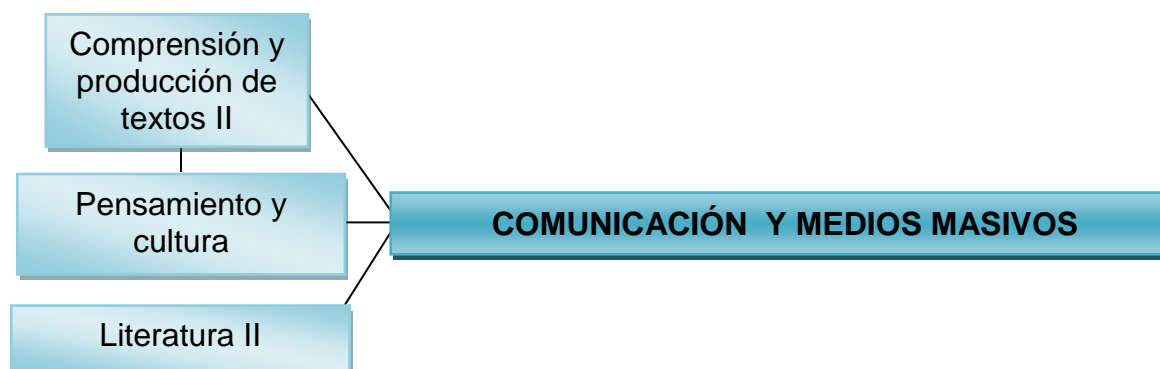 Comprensión y
producción de
textos II
Pensamiento y
cultura
COMUNICACIÓN Y MEDIOS MASIVOS
Literatura II